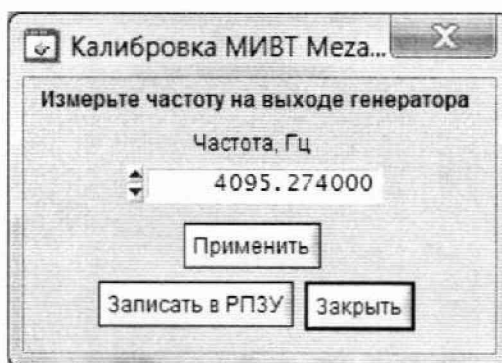 Калибровка МИВТ Meza...
Измерьте частоту на выходе генератора
Частота, Гц
4095.274000
Применить
Записать в РПЗУ Закрыть